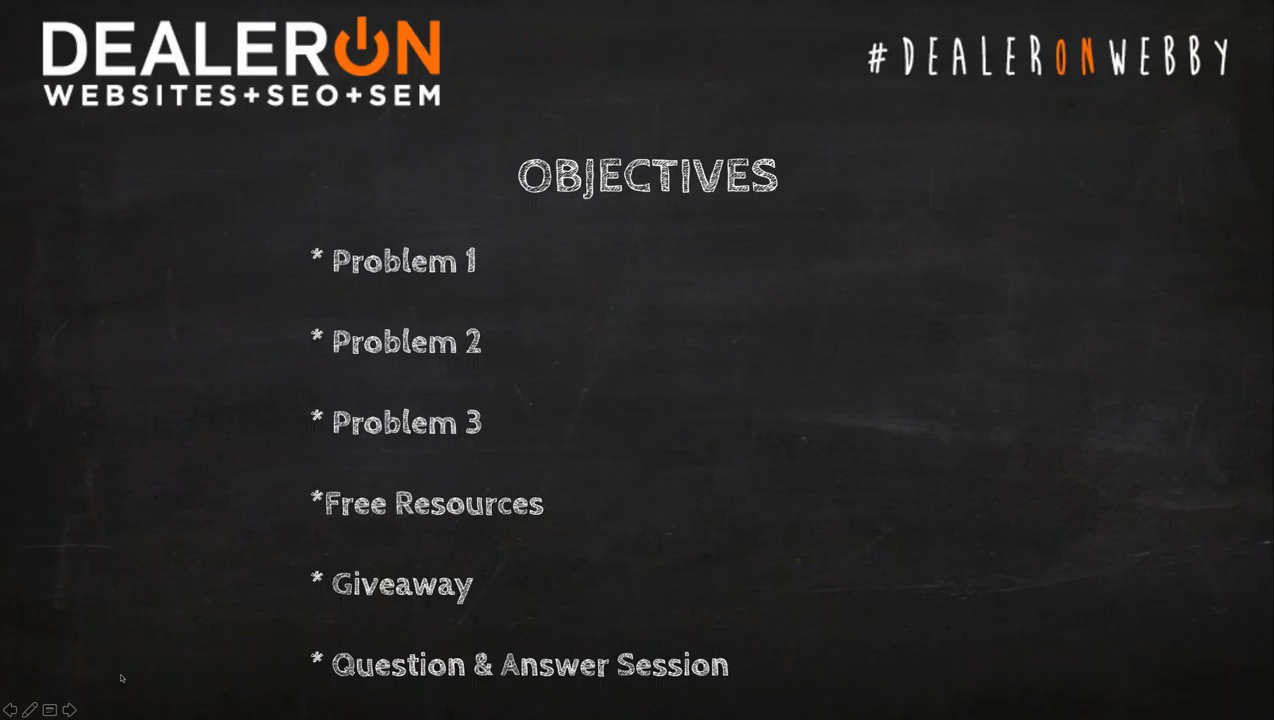 DEALERON
WEBSITES+SEO+SEM
#DEALERONWEBBY
OBJECTIVES
* Problem 1
* Problem 2
* Problem 3
*Free Resources
* Giveaway
* Question & Answer Session